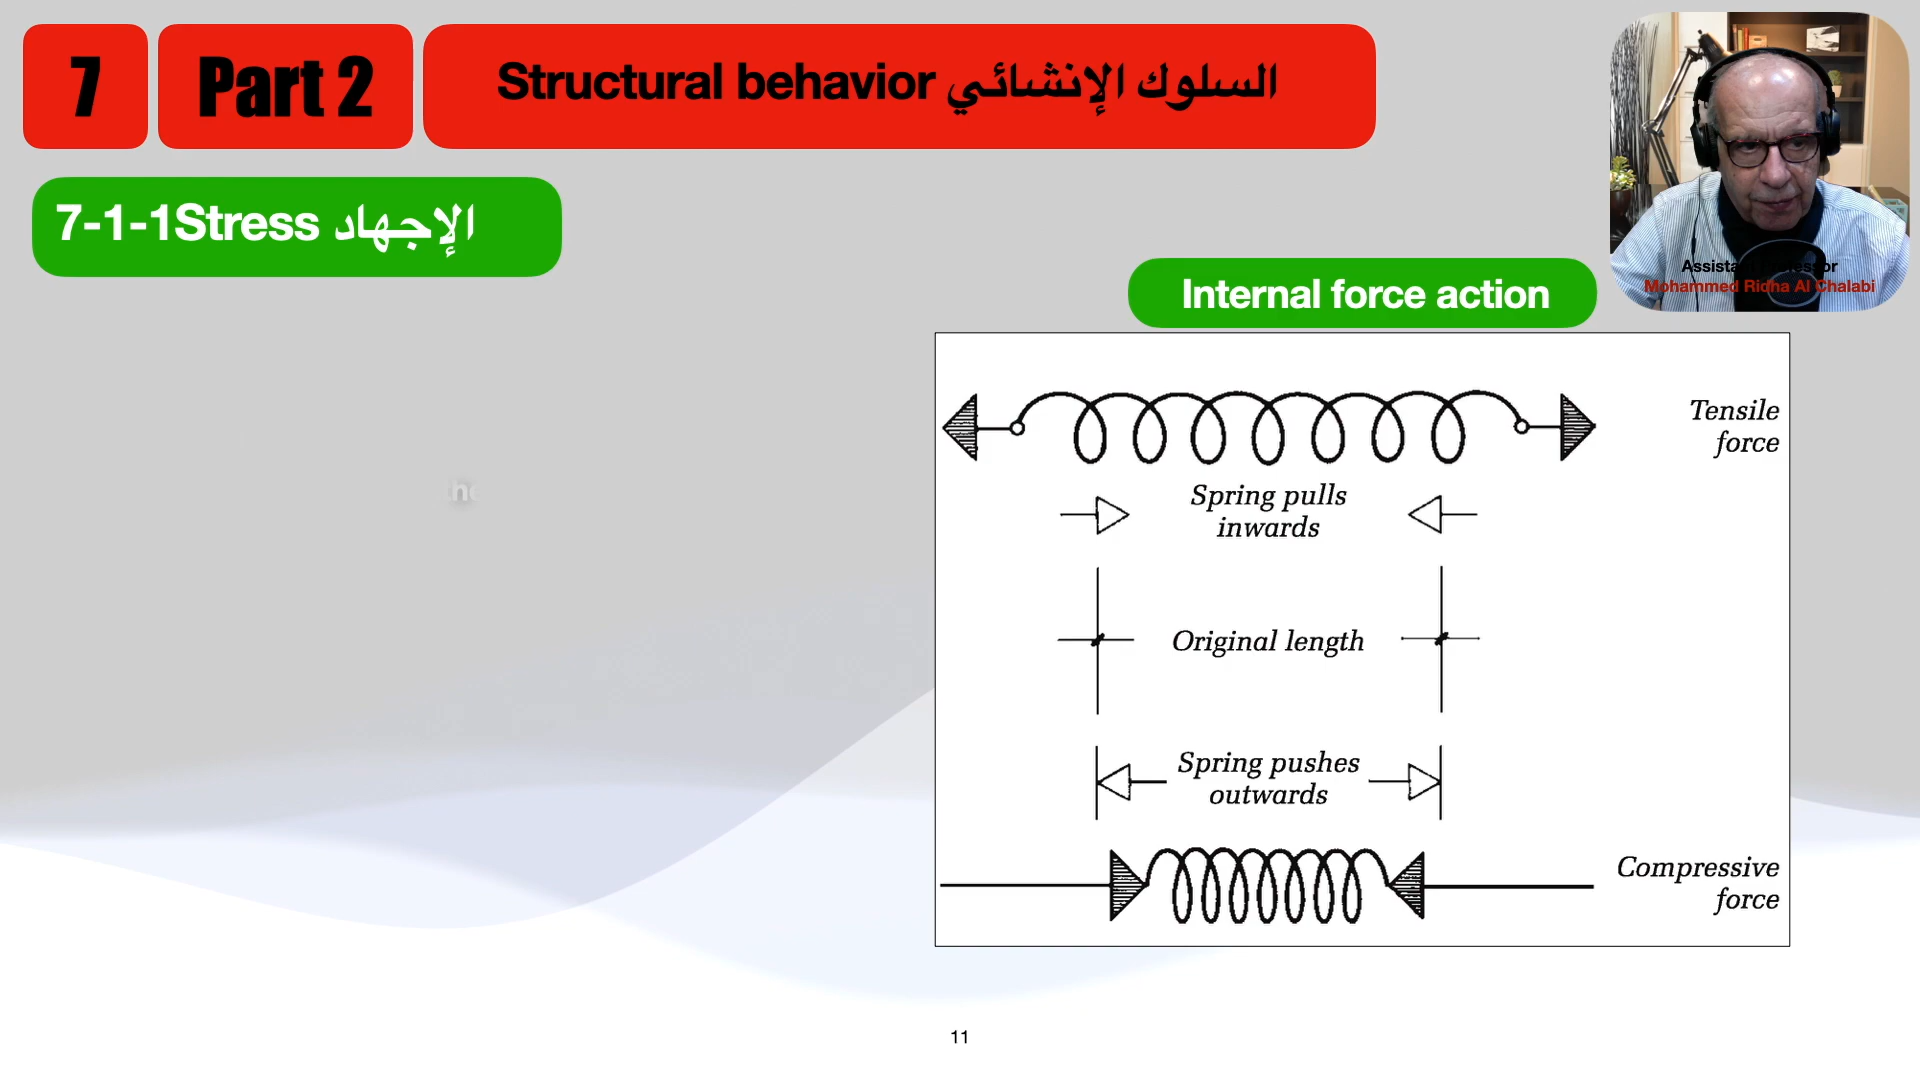 7
Part 2
Structural behavior السلوك الإنشائي
7-1-1Stress الإجهاد
Mohammed Ridha Al Chalabi
Internal force action
Tensile
force
Spring pulls
inwards
Original length
Spring pushes
outwards
Compressive
force
11